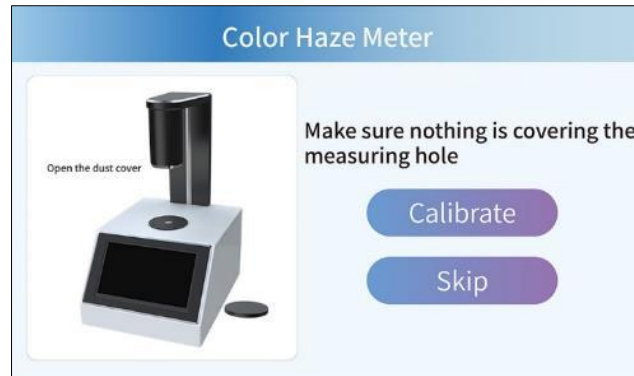 Color Haze Meter
Open the dust cover
Make sure nothing is covering the
measuring hole
Calibrate
Skip